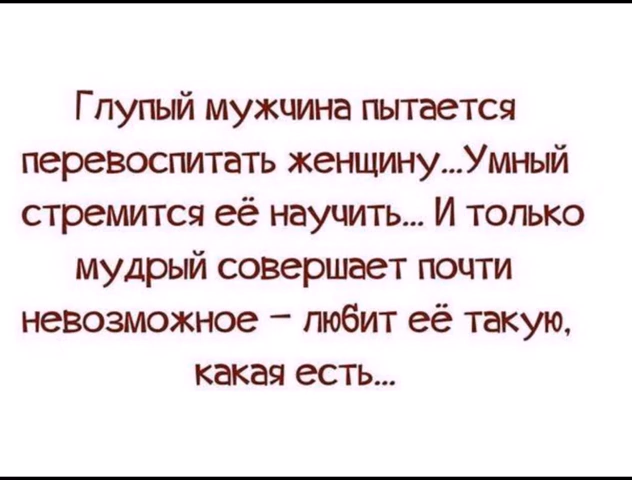 Глупый мужчина пытается
перевоспитать женщину...Умный
стремится её научить... И только
мудрый совершает почти
невозможное – любит её такую,
какая есть...